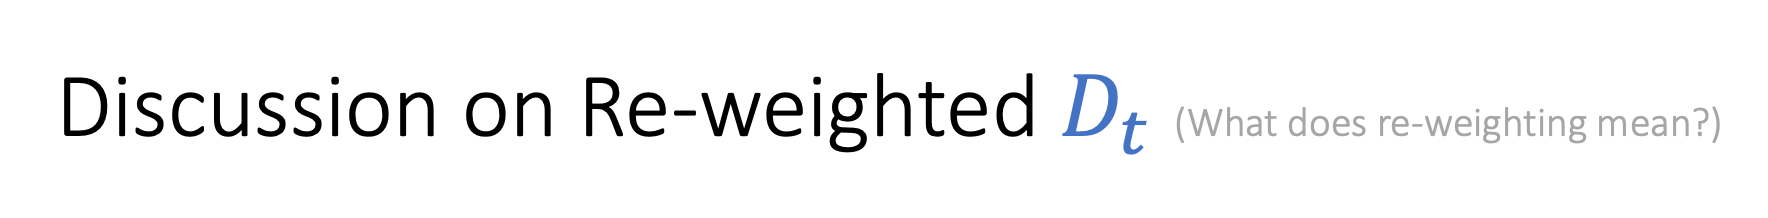 Discussion on Re-weighted D_t (What does re-weighting mean?)